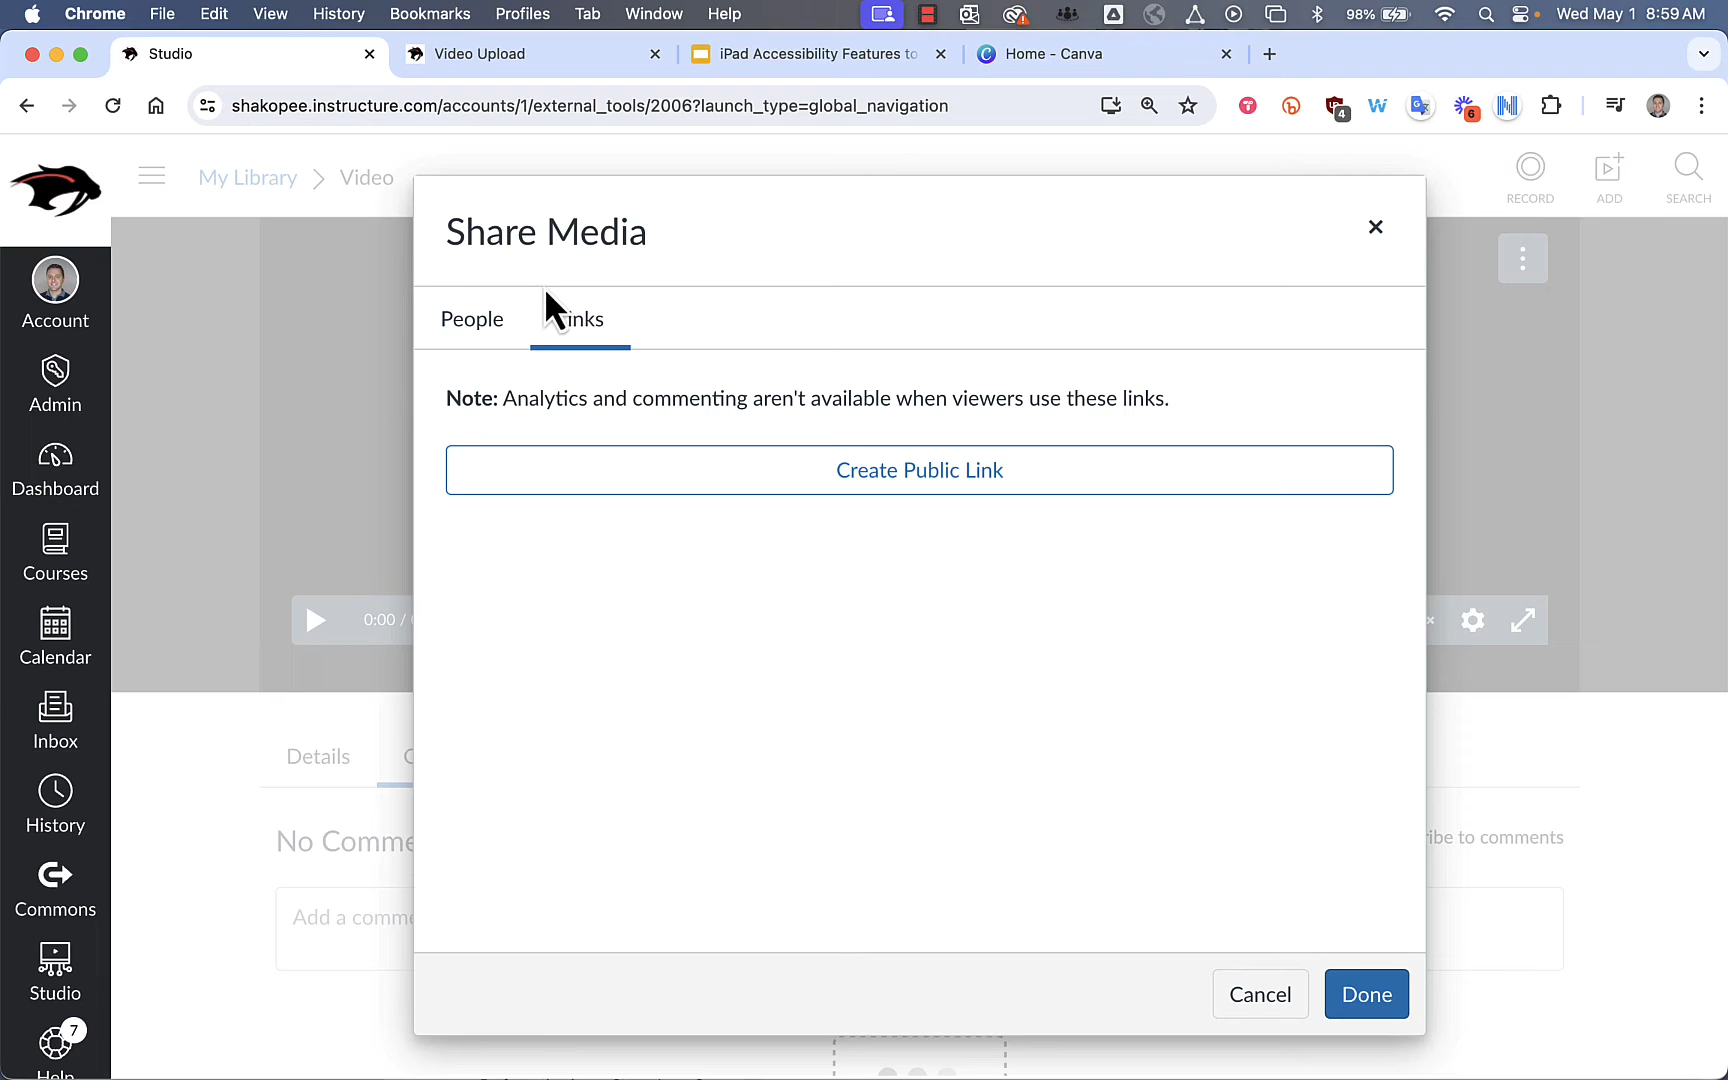 Chrome File Edit View History Bookmarks Profiles Tab Window Help 98% Wed May 1 8:59 AM
Studio Video Upload iPad Accessibility Features to Home - Canva
shakopee.instructure.com/accounts/1/external_tools/2006?launch_type=global_navigation 4 6
My Library Video
RECORD ADD SEARCH
Share Media
People inks
Account
Note: Analytics and commenting aren't available when viewers use these links.
Admin
Create Public Link
Dashboard
Courses
0:00 /
Calendar
Inbox
Details
History
No Comme
ibe to comments
Commons
Add a comme
Studio
Cancel Done
7
Help